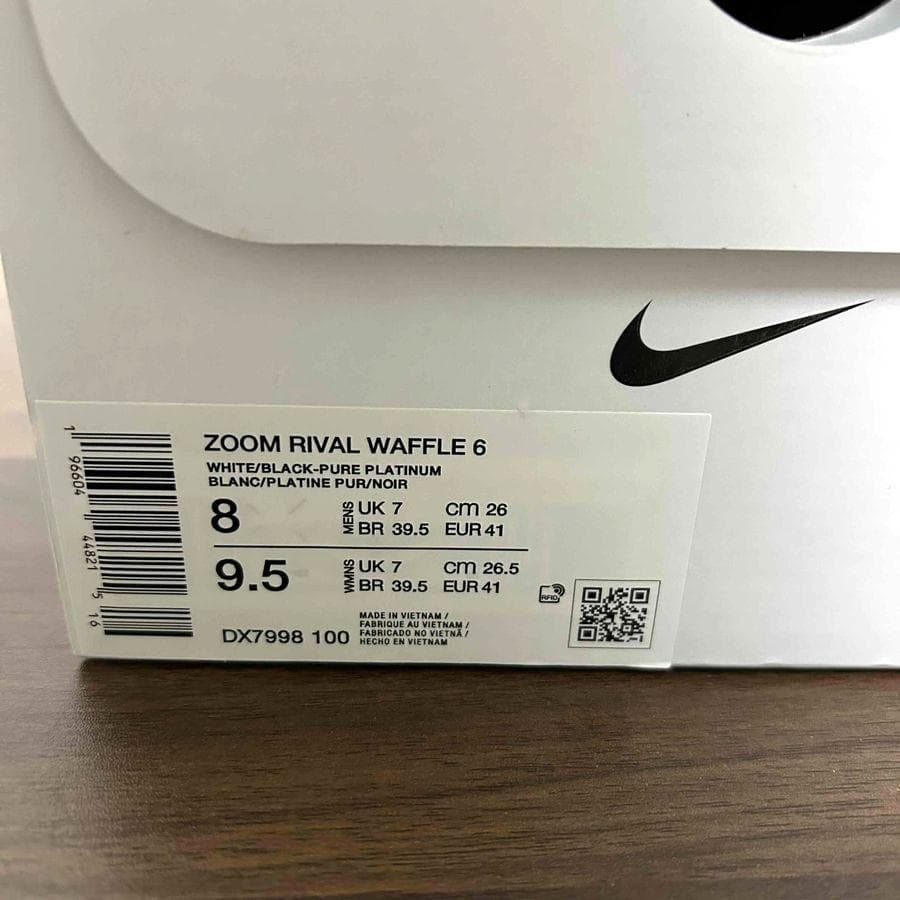 ZOOM RIVAL WAFFLE 6
WHITE/BLACK-PURE PLATINUM
BLANC/PLATINE PUR/NOIR
8 MENS UK 7 cm 26
BR 39.5 EUR 41
9.5 WMNS UK 7 cm 26.5
BR 39.5 EUR 41
RFID
DX7998 100
MADE IN VIETNAM /
FABRIQUE AU VIETNAM /
FABRICADO NO VIETNÃ /
HECHO EN VIETNAM
1 96604 44821 5 16